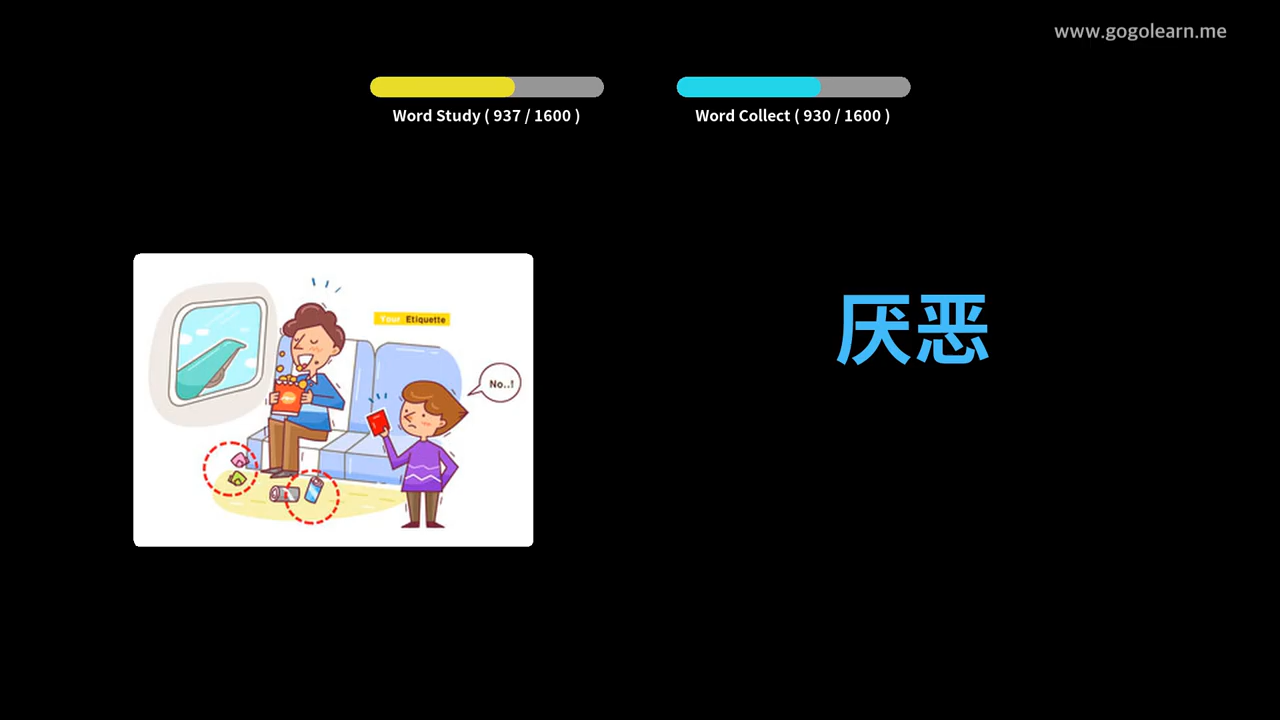 www.gogolearn.me
Word Study ( 937 / 1600 )
Word Collect ( 930 / 1600 )
Your Etiquette
No..!
厌恶